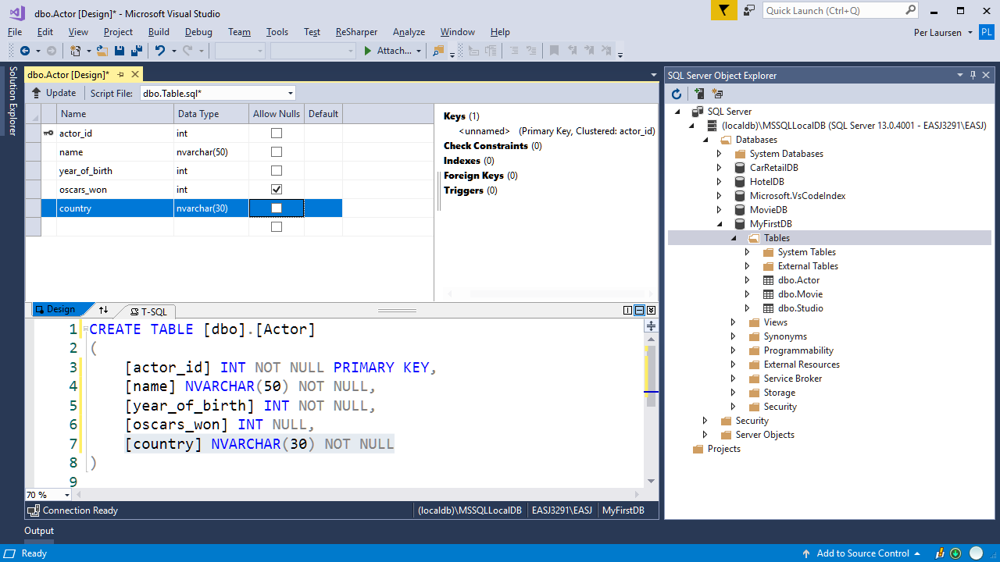 dbo.Actor [Design]* - Microsoft Visual Studio
Quick Launch (Ctrl+Q)
File Edit View Project Build Debug Team Tools Test ReSharper Analyze Window Help
Per Laursen PL
Attach...
Solution Explorer
dbo.Actor [Design]*
Update Script File: dbo.Table.sql*
Name Data Type Allow Nulls Default
actor_id int
name nvarchar(50)
year_of_birth int
oscars_won int
country nvarchar(30)
Keys (1)
<unnamed> (Primary Key, Clustered: actor_id)
Check Constraints (0)
Indexes (0)
Foreign Keys (0)
Triggers (0)
Design T-SQL
1 CREATE TABLE [dbo].[Actor]
2 (
3 [actor_id] INT NOT NULL PRIMARY KEY,
4 [name] NVARCHAR(50) NOT NULL,
5 [year_of_birth] INT NOT NULL,
6 [oscars_won] INT NULL,
7 [country] NVARCHAR(30) NOT NULL
8 )
9
70 %
Connection Ready (localdb)\MSSQLLocalDB EASJ3291\EASJ MyFirstDB
SQL Server Object Explorer
SQL Server
(localdb)\MSSQLLocalDB (SQL Server 13.0.4001 - EASJ3291\EASJ)
Databases
System Databases
CarRetailDB
HotelDB
Microsoft.VsCodeIndex
MovieDB
MyFirstDB
Tables
System Tables
External Tables
dbo.Actor
dbo.Movie
dbo.Studio
Views
Synonyms
Programmability
External Resources
Service Broker
Storage
Security
Security
Server Objects
Projects
Output
Ready
Add to Source Control